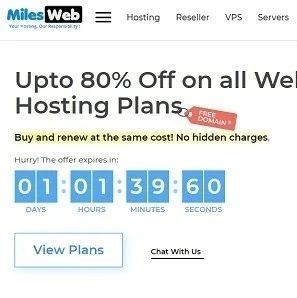 Miles Web
Your Hosting, Our Responsibility!
Hosting Reseller VPS Servers
Upto 80% Off on all Wel
Hosting Plans
FREE
DOMAIN*
Buy and renew at the same cost! No hidden charges.
Hurry! The offer expires in:
01 : 01 : 39 : 60
DAYS HOURS MINUTES SECONDS
View Plans
Chat With Us